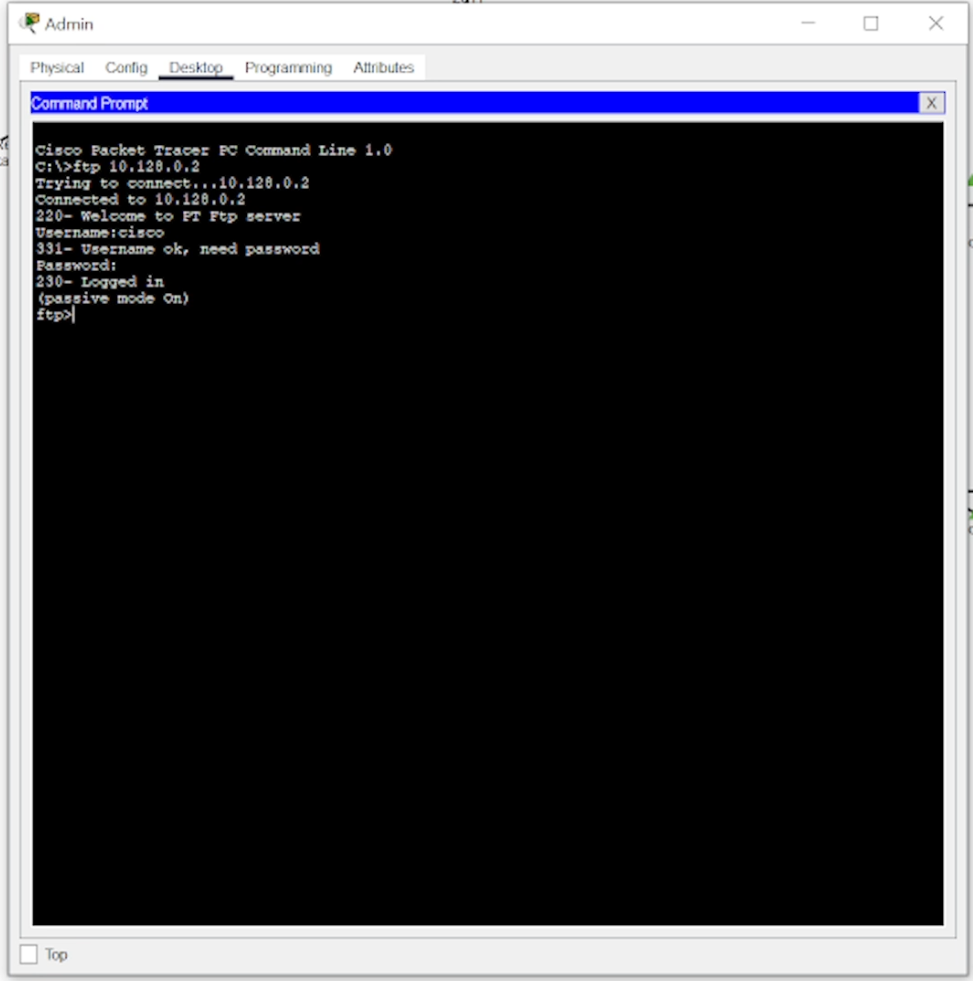 Admin
Physical Config Desktop Programming Attributes
Command Prompt
X
Cisco Packet Tracer PC Command Line 1.0
C:\>ftp 10.128.0.2
Trying to connect...10.128.0.2
Connected to 10.128.0.2
220- Welcome to PT Ftp server
Username:cisco
331- Username ok, need password
Password:
230- Logged in
(passive mode On)
ftp>
Top